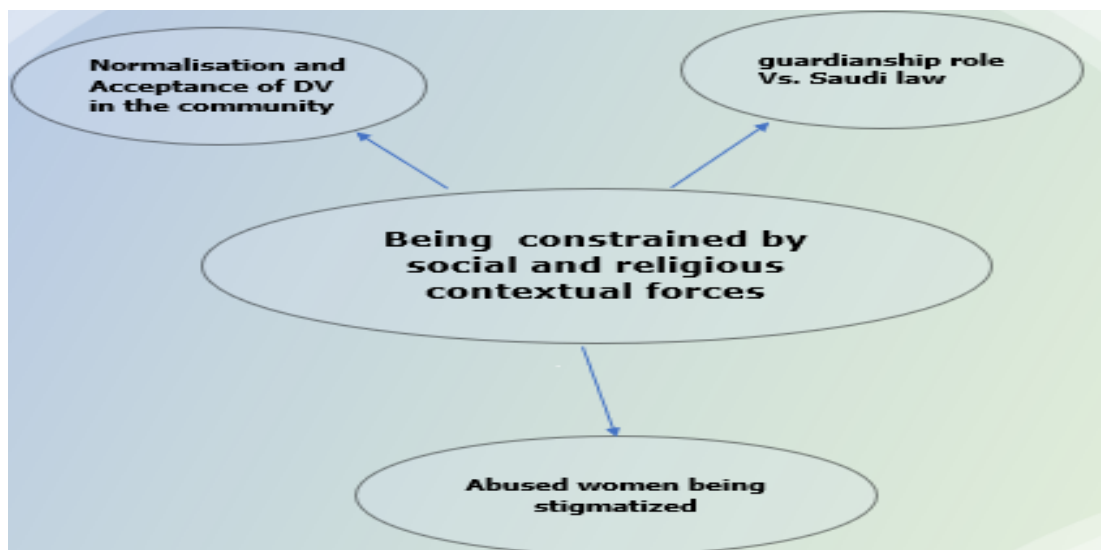 Normalisation and
Acceptance of DV
in the community
guardianship role
Vs. Saudi law
Being constrained by
social and religious
contextual forces
Abused women being
stigmatized